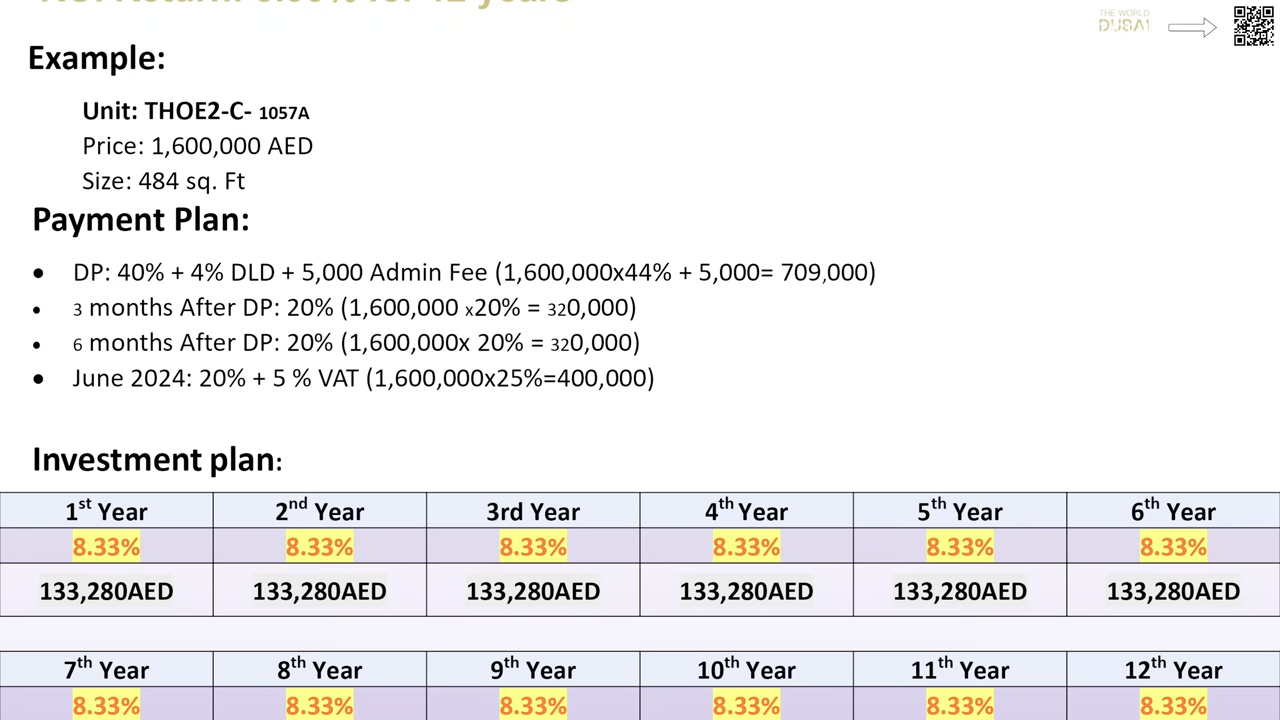 THE WORLD
DUBAI
Example:
Unit: THOE2-C- 1057A
Price: 1,600,000 AED
Size: 484 sq. Ft
Payment Plan:
• DP: 40% + 4% DLD + 5,000 Admin Fee (1,600,000x44% + 5,000= 709,000)
• 3 months After DP: 20% (1,600,000 x20% = 320,000)
• 6 months After DP: 20% (1,600,000x 20% = 320,000)
• June 2024: 20% + 5 % VAT (1,600,000x25%=400,000)
Investment plan:
1st Year 2nd Year 3rd Year 4th Year 5th Year 6th Year
8.33% 8.33% 8.33% 8.33% 8.33% 8.33%
133,280AED 133,280AED 133,280AED 133,280AED 133,280AED 133,280AED
7th Year 8th Year 9th Year 10th Year 11th Year 12th Year
8.33% 8.33% 8.33% 8.33% 8.33% 8.33%